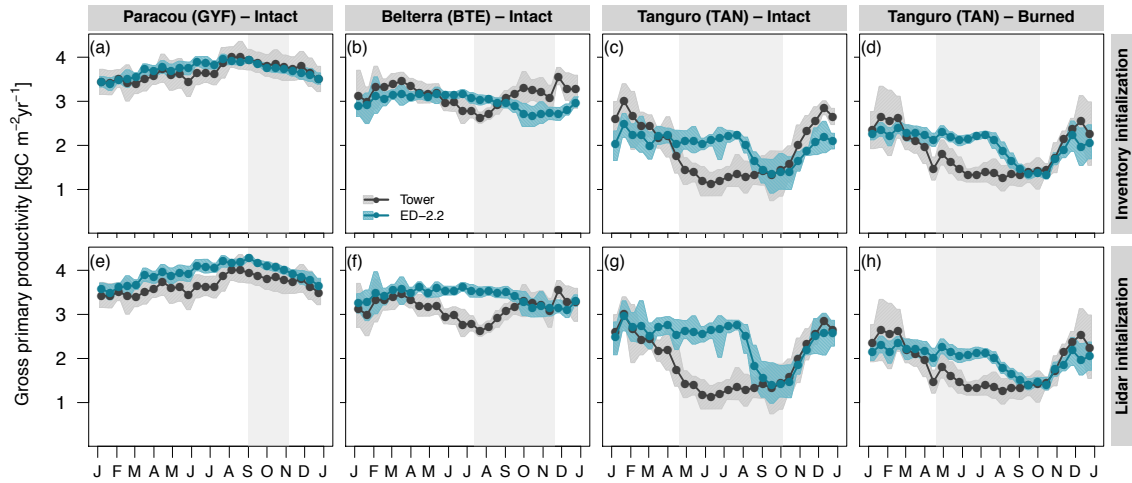 Paracou (GYF) – Intact
Belterra (BTE) – Intact
Tanguro (TAN) – Intact
Tanguro (TAN) – Burned
Gross primary productivity [kgC m−2yr−1]
(a)
(b)
(c)
(d)
4
3
2
1
Tower
ED−2.2
Inventory initialization
(e)
(f)
(g)
(h)
4
3
2
1
Lidar initialization
J F M A M J J A S O N D J
J F M A M J J A S O N D J
J F M A M J J A S O N D J
J F M A M J J A S O N D J